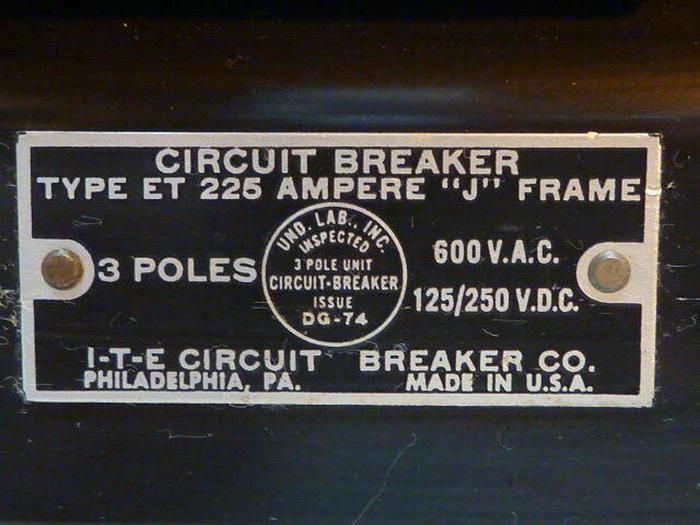 CIRCUIT BREAKER
TYPE ET 225 AMPERE "J" FRAME
3 POLES
UND. LAB., INC.
INSPECTED
3 POLE UNIT
CIRCUIT-BREAKER
ISSUE
DG-74
600 V.A.C.
125/250 V.D.C.
I-T-E CIRCUIT BREAKER CO.
PHILADELPHIA, PA. MADE IN U.S.A.